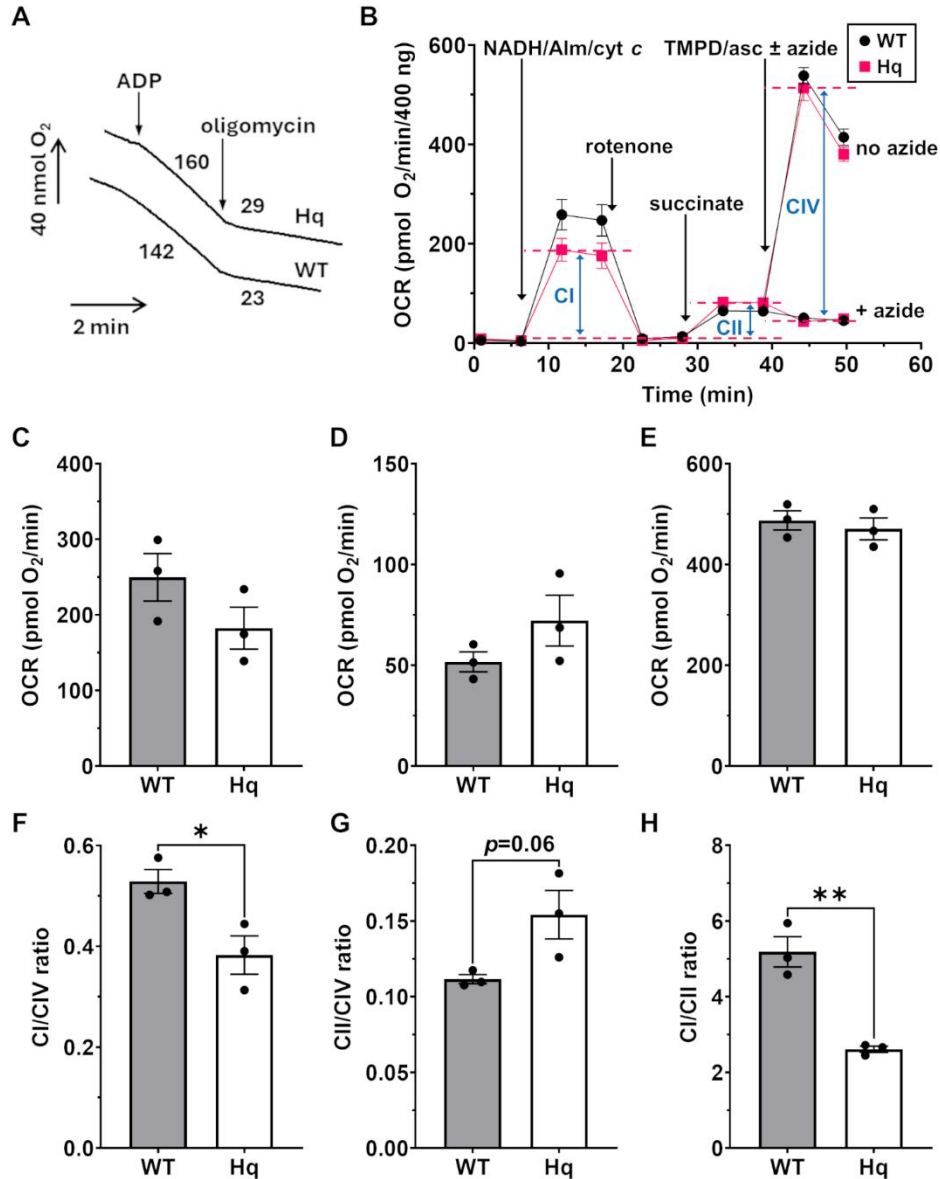 A
ADP
oligomycin
160
29
Hq
142
WT
23
40 nmol O₂
2 min
B
WT
Hq
NADH/Alm/cyt c
TMPD/asc ± azide
rotenone
succinate
no azide
+ azide
CI
CII
CIV
OCR (pmol O₂/min/400 ng)
600
400
200
0
0 10 20 30 40 50 60
Time (min)
C
OCR (pmol O₂/min)
400
300
200
100
0
WT Hq
D
OCR (pmol O₂/min)
150
100
50
0
WT Hq
E
OCR (pmol O₂/min)
600
400
200
0
WT Hq
F
CI/CIV ratio
0.6
0.4
0.2
0.0
*
WT Hq
G
CII/CIV ratio
0.20
0.15
0.10
0.05
0.00
p=0.06
WT Hq
H
CI/CII ratio
8
6
4
2
0
**
WT Hq